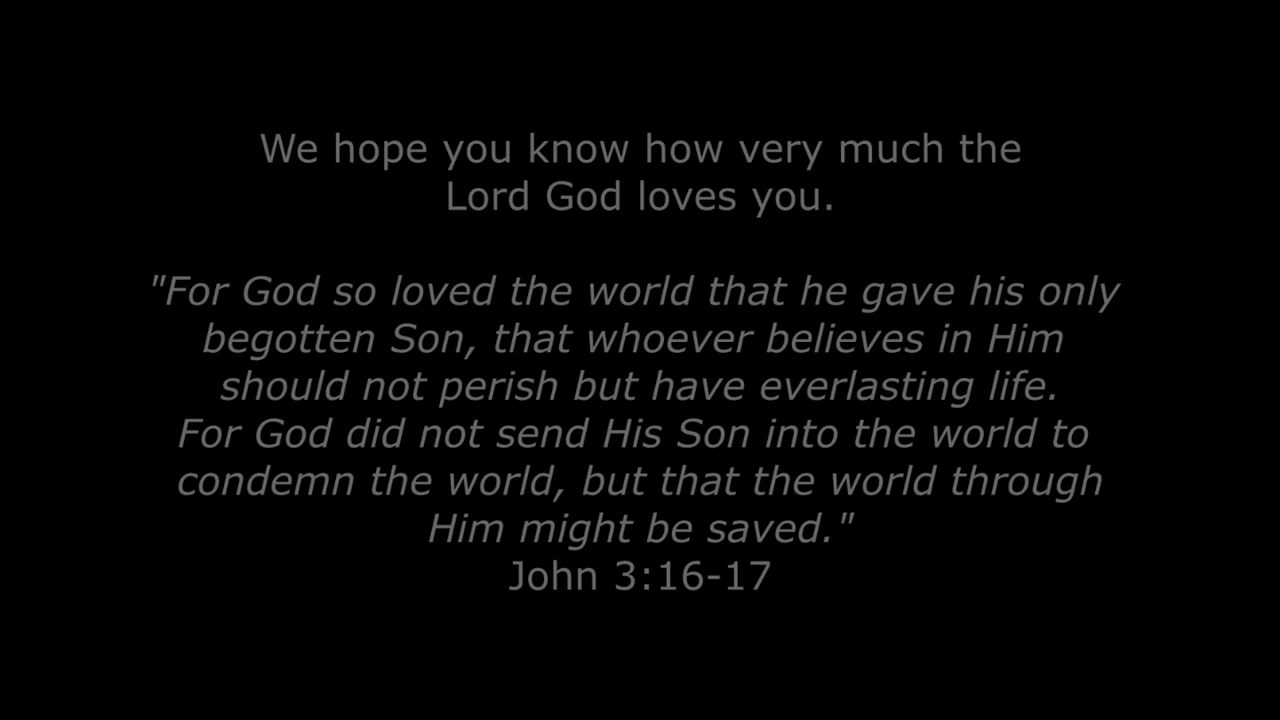 We hope you know how very much the
Lord God loves you.
"For God so loved the world that he gave his only
begotten Son, that whoever believes in Him
should not perish but have everlasting life.
For God did not send His Son into the world to
condemn the world, but that the world through
Him might be saved."
John 3:16-17